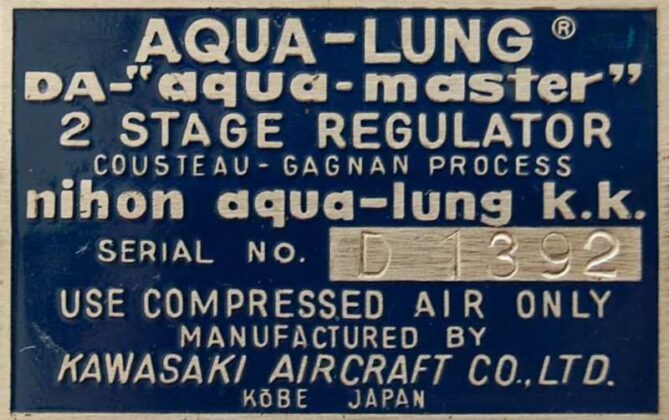 AQUA-LUNG ®
DA-"aqua-master"
2 STAGE REGULATOR
COUSTEAU-GAGNAN PROCESS
nihon aqua-lung k.k.
SERIAL NO. D 1392
USE COMPRESSED AIR ONLY
MANUFACTURED BY
KAWASAKI AIRCRAFT CO., LTD.
KōBE JAPAN